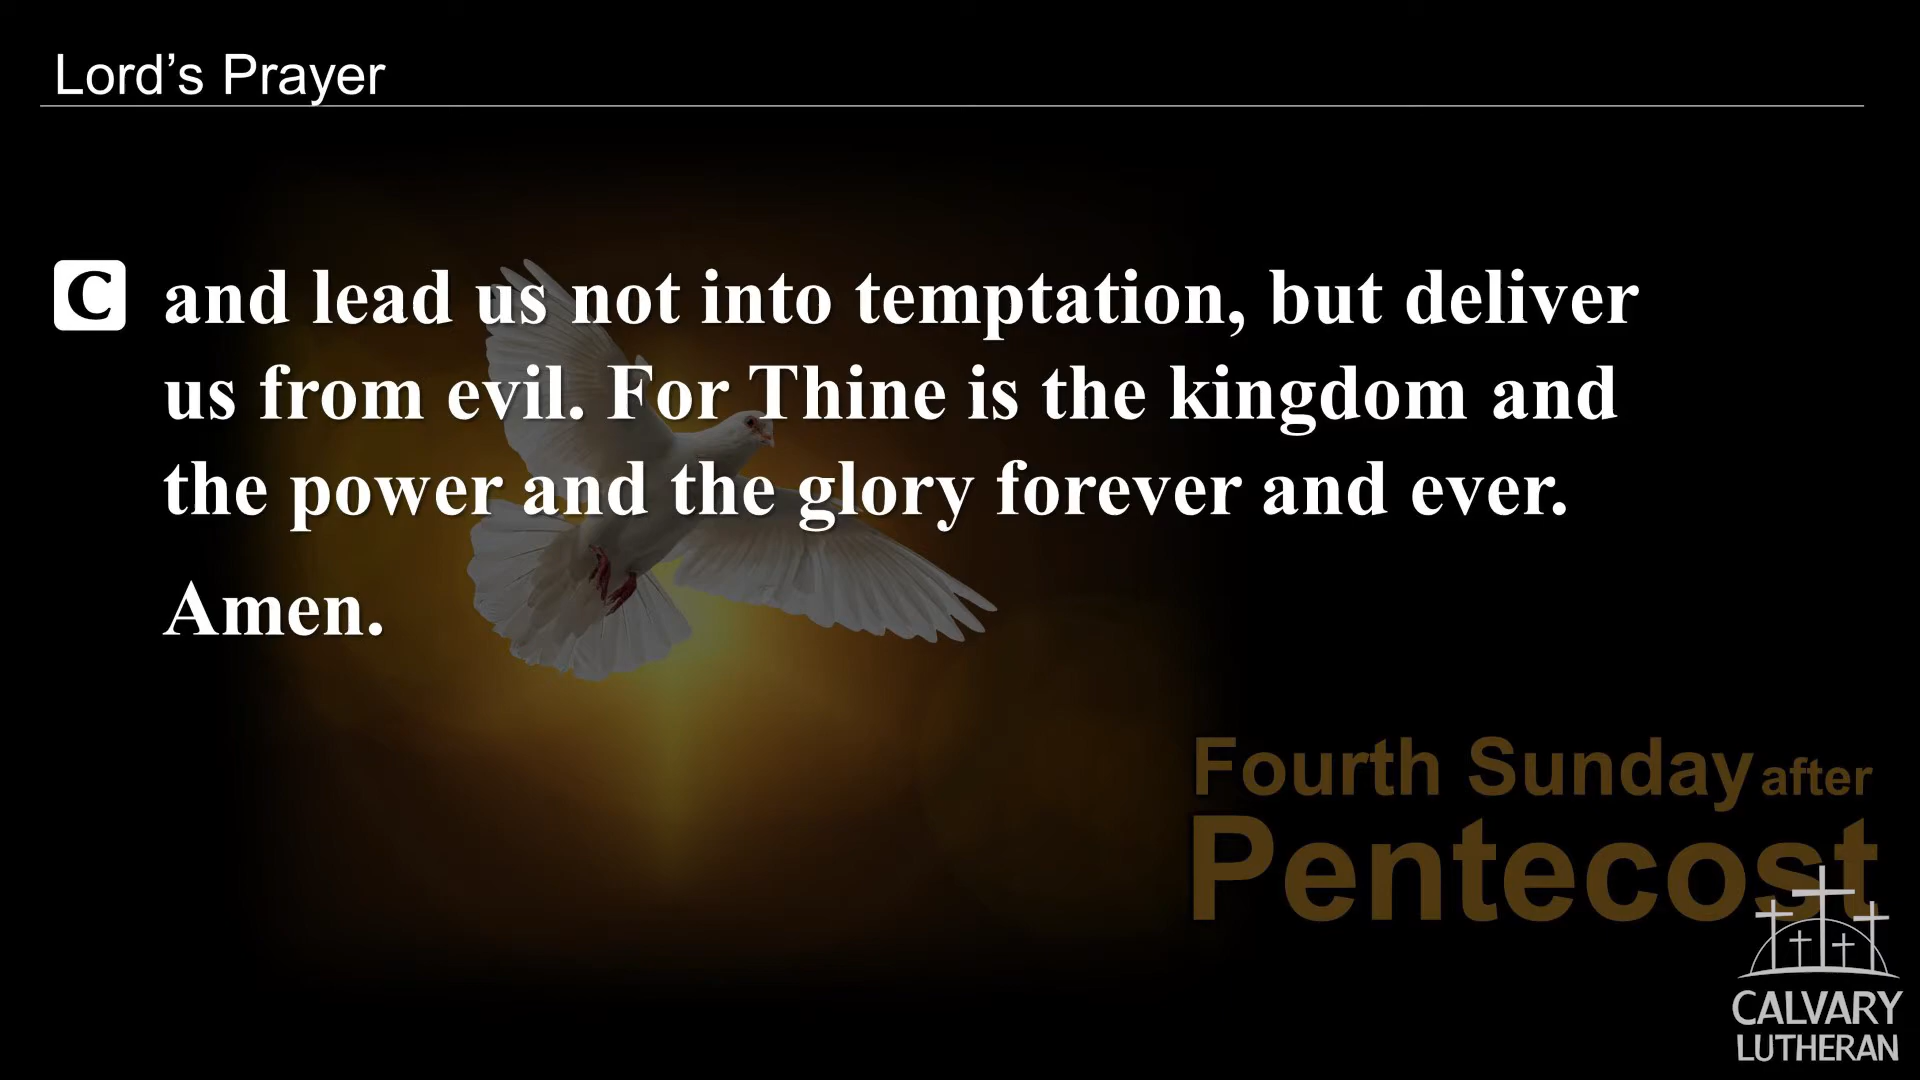 Lord’s Prayer
C and lead us not into temptation, but deliver
us from evil. For Thine is the kingdom and
the power and the glory forever and ever.
Amen.
Fourth Sunday after
Pentecost
CALVARY
LUTHERAN